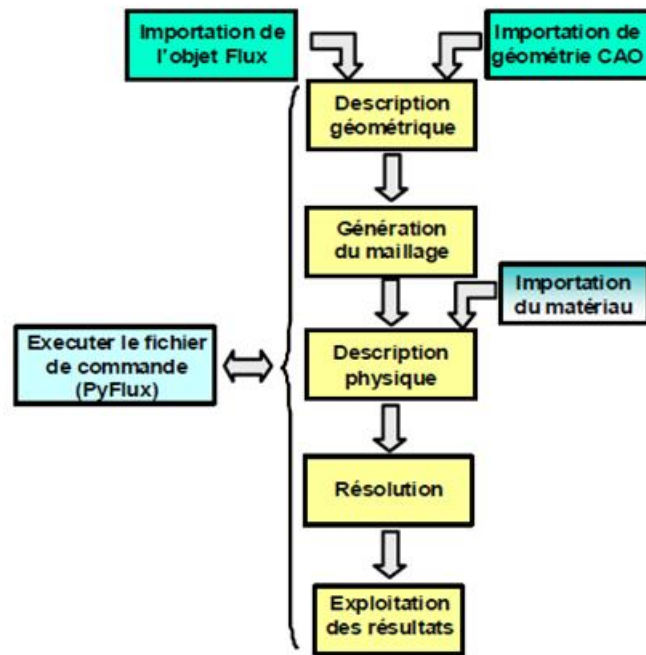 Importation de
l'objet Flux
Importation de
géométrie CAO
Description
géométrique
Génération
du maillage
Importation
du matériau
Executer le fichier
de commande
(PyFlux)
Description
physique
Résolution
Exploitation
des résultats